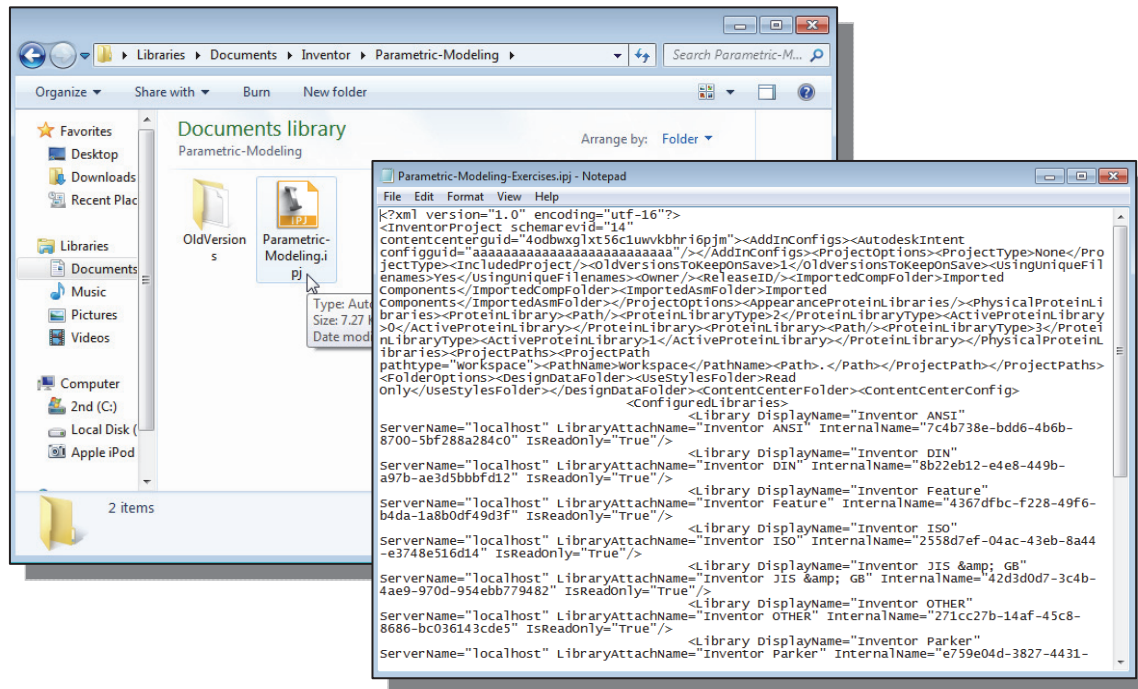 Libraries Documents Inventor Parametric-Modeling
Search Parametric-M...
Organize Share with Burn New folder
Favorites
Desktop
Downloads
Recent Plac
Libraries
Documents
Music
Pictures
Videos
Computer
2nd (C:)
Local Disk (
Apple iPod
Documents library
Parametric-Modeling
Arrange by: Folder
OldVersion
s
IPJ
Parametric-
Modeling.i
pj
Type: Auto
Size: 7.27 K
Date modi
2 items
Parametric-Modeling-Exercises.ipj - Notepad
File Edit Format View Help
<?xml version="1.0" encoding="utf-16"?>
<InventorProject schemarevid="14"
contentcenterguid="4odbwxglxt56c1uwvkbhri6pjm"><AddInConfigs><AutodeskIntent
configguid="aaaaaaaaaaaaaaaaaaaaaaaaaa"/></AddInConfigs><ProjectOptions><ProjectType>None</Pro
jectType><IncludedProject/><OldVersionsToKeepOnSave>1</OldVersionsToKeepOnSave><UsingUniqueFil
enames>Yes</UsingUniqueFilenames><Owner/><ReleaseID/><ImportedCompFolder>Imported
Components</ImportedCompFolder><ImportedAsmFolder>Imported
Components</ImportedAsmFolder></ProjectOptions><AppearanceProteinLibraries/><PhysicalProteinLi
braries><ProteinLibrary><Path/><ProteinLibraryType>2</ProteinLibraryType><ActiveProteinLibrary
>0</ActiveProteinLibrary></ProteinLibrary><ProteinLibrary><Path/><ProteinLibraryType>3</Protei
nLibraryType><ActiveProteinLibrary>1</ActiveProteinLibrary></ProteinLibrary></PhysicalProteinL
ibraries><ProjectPaths><ProjectPath
pathtype="Workspace"><PathName>Workspace</PathName><Path>.</Path></ProjectPath></ProjectPaths>
<FolderOptions><DesignDataFolder><UseStylesFolder>Read
Only</UseStylesFolder></DesignDataFolder><ContentCenterFolder><ContentCenterConfig>
<ConfiguredLibraries>
<Library DisplayName="Inventor ANSI"
ServerName="localhost" LibraryAttachName="Inventor ANSI" InternalName="7c4b738e-bdd6-4b6b-
8700-5bf288a284c0" IsReadOnly="True"/>
<Library DisplayName="Inventor DIN"
ServerName="localhost" LibraryAttachName="Inventor DIN" InternalName="8b22eb12-e4e8-449b-
a97b-ae3d5bbbfd12" IsReadOnly="True"/>
<Library DisplayName="Inventor Feature"
ServerName="localhost" LibraryAttachName="Inventor Feature" InternalName="4367dfbc-f228-49f6-
b4da-1a8b0df49d3f" IsReadOnly="True"/>
<Library DisplayName="Inventor ISO"
ServerName="localhost" LibraryAttachName="Inventor ISO" InternalName="2558d7ef-04ac-43eb-8a44
-e3748e516d14" IsReadOnly="True"/>
<Library DisplayName="Inventor JIS &amp; GB"
ServerName="localhost" LibraryAttachName="Inventor JIS &amp; GB" InternalName="42d3d0d7-3c4b-
4ae9-970d-954ebb779482" IsReadOnly="True"/>
<Library DisplayName="Inventor OTHER"
ServerName="localhost" LibraryAttachName="Inventor OTHER" InternalName="271cc27b-14af-45c8-
8686-bc036143cde5" IsReadOnly="True"/>
<Library DisplayName="Inventor Parker"
ServerName="localhost" LibraryAttachName="Inventor Parker" InternalName="e759e04d-3827-4431-